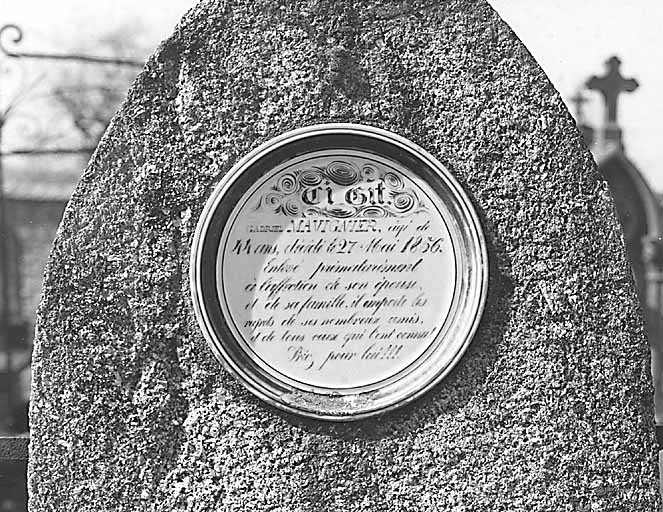 Ci Git.
GABRIEL MAVIGNIER, agé de
44 ans, décédé le 27 Mai 1856.
Enlevé prématurément
à l'affection de son épouse,
et de sa famille, il emporte les
regrets de ses nombreux amis,
et de tous ceux qui l'ont connu!
Priez pour lui!!!